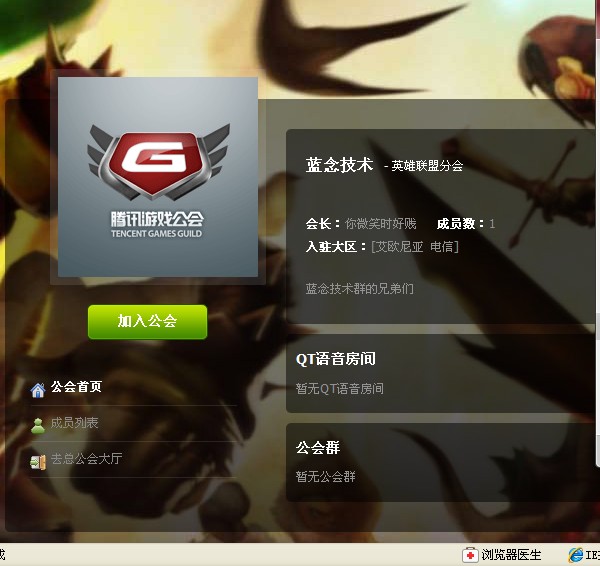 G
腾讯游戏公会
TENCENT GAMES GUILD
加入公会
公会首页
成员列表
去总公会大厅
蓝念技术 - 英雄联盟分会
会长：你微笑时好贱 成员数：1
入驻大区：[艾欧尼亚 电信]
蓝念技术群的兄弟们
QT语音房间
暂无QT语音房间
公会群
暂无公会群
浏览器医生